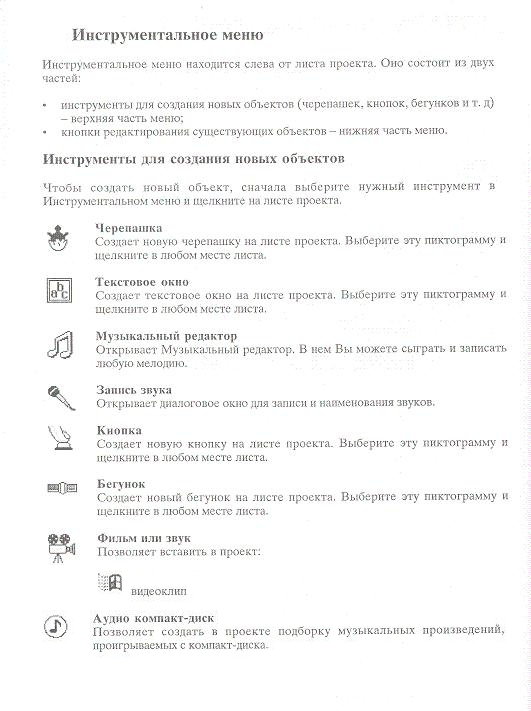 Инструментальное меню
Инструментальное меню находится слева от листа проекта. Оно состоит из двух
частей:
• инструменты для создания новых объектов (черепашек, кнопок, бегунков и т. д)
– верхняя часть меню;
• кнопки редактирования существующих объектов – нижняя часть меню.
Инструменты для создания новых объектов
Чтобы создать новый объект, сначала выберите нужный инструмент в
Инструментальном меню и щелкните на листе проекта.
Черепашка
Создает новую черепашку на листе проекта. Выберите эту пиктограмму и
щелкните в любом месте листа.
abc
Текстовое окно
Создает текстовое окно на листе проекта. Выберите эту пиктограмму и
щелкните в любом месте листа.
Музыкальный редактор
Открывает Музыкальный редактор. В нем Вы можете сыграть и записать
любую мелодию.
Запись звука
Открывает диалоговое окно для записи и наименования звуков.
Кнопка
Создает новую кнопку на листе проекта. Выберите эту пиктограмму и
щелкните в любом месте листа.
Бегунок
Создает новый бегунок на листе проекта. Выберите эту пиктограмму и
щелкните в любом месте листа.
Фильм или звук
Позволяет вставить в проект:
видеоклип
Аудио компакт-диск
Позволяет создать в проекте подборку музыкальных произведений,
проигрываемых с компакт-диска.